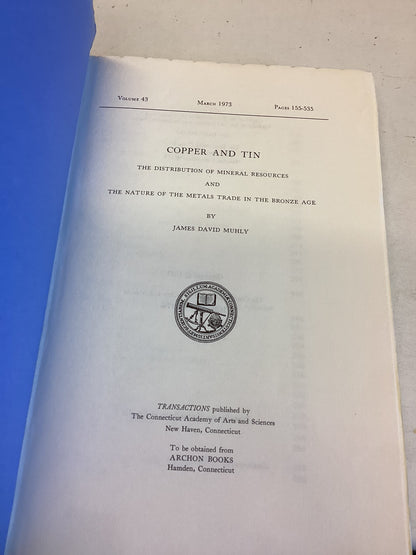 VOLUME 43 MARCH 1973 PAGES 155-535
COPPER AND TIN
THE DISTRIBUTION OF MINERAL RESOURCES
AND
THE NATURE OF THE METALS TRADE IN THE BRONZE AGE
BY
JAMES DAVID MUHLY
TRANSACTIONS published by
The Connecticut Academy of Arts and Sciences
New Haven, Connecticut
To be obtained from
ARCHON BOOKS
Hamden, Connecticut